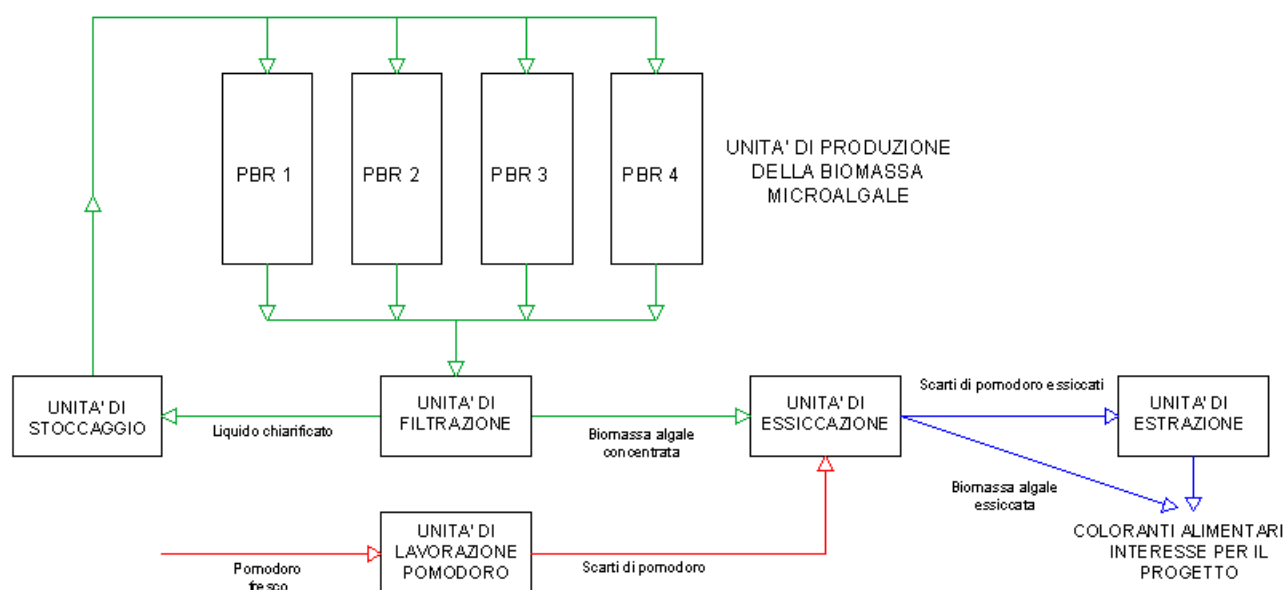 PBR 1
PBR 2
PBR 3
PBR 4
UNITA' DI PRODUZIONE
DELLA BIOMASSA
MICROALGALE
UNITA' DI
STOCCAGGIO
Liquido chiarificato
UNITA' DI
FILTRAZIONE
Biomassa algale
concentrata
UNITA' DI
ESSICCAZIONE
Scarti di pomodoro essiccati
UNITA' DI
ESTRAZIONE
Biomassa algale
essiccata
COLORANTI ALIMENTARI
INTERESSE PER IL
PROGETTO
Pomodoro
fresco
UNITA' DI
LAVORAZIONE
POMODORO
Scarti di pomodoro